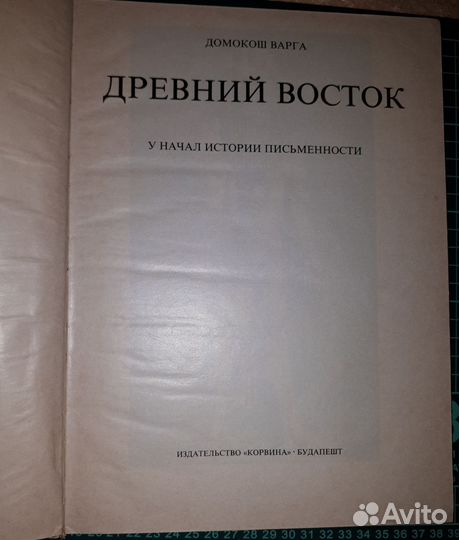 ДОМОКОШ ВАРГА
ДРЕВНИЙ ВОСТОК
У НАЧАЛ ИСТОРИИ ПИСЬМЕННОСТИ
ИЗДАТЕЛЬСТВО «КОРВИНА» · БУДАПЕШТ
Avito